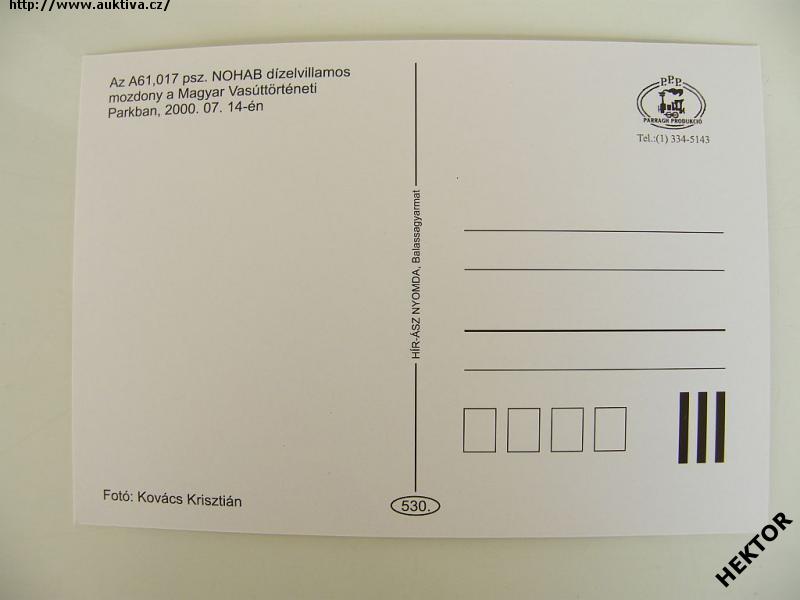 http://www.auktiva.cz/
Az A61,017 psz. NOHAB dízelvillamos
mozdony a Magyar Vasúttörténeti
Parkban, 2000. 07. 14-én
P.P.P.
PARRAGH PRODUKCIÓ
Tel.:(1) 334-5143
HÍR-ÁSZ NYOMDA, Balassagyarmat
Fotó: Kovács Krisztián
530.
HEKTOR